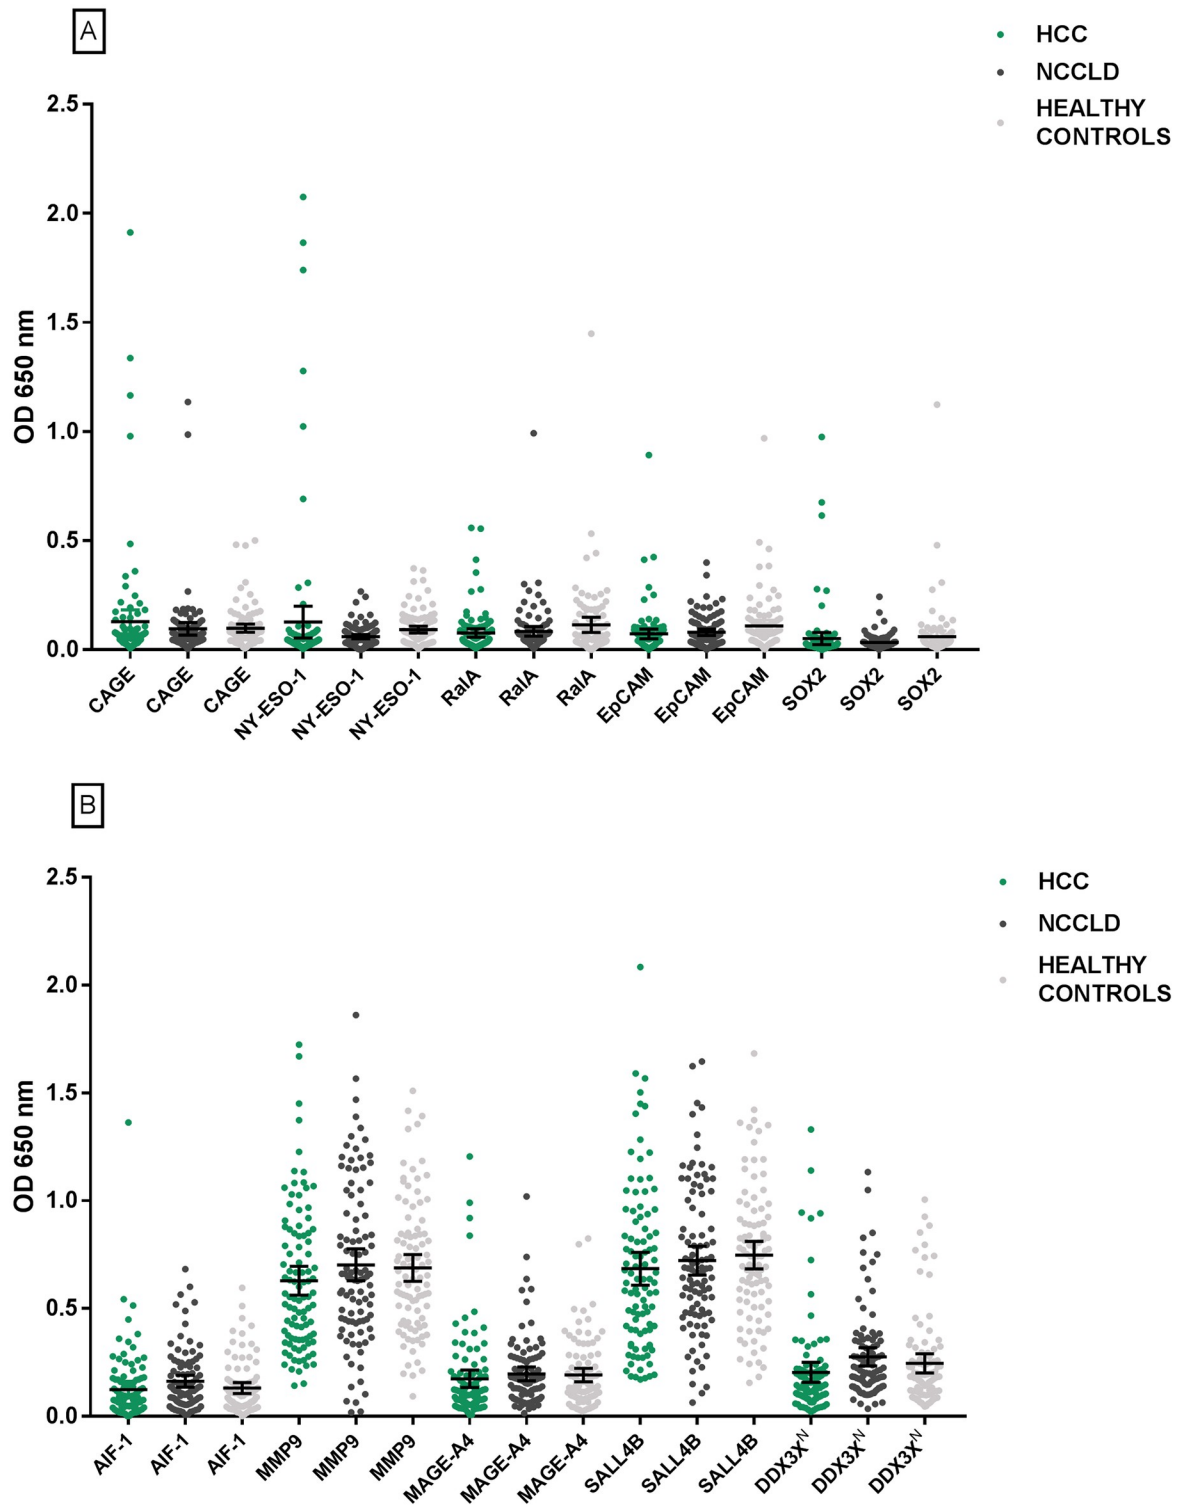 A
HCC
NCCLD
HEALTHY
CONTROLS
2.5
2.0
1.5
1.0
0.5
0.0
OD 650 nm
CAGE
CAGE
CAGE
NY-ESO-1
NY-ESO-1
NY-ESO-1
RalA
RalA
RalA
EpCAM
EpCAM
EpCAM
SOX2
SOX2
SOX2
B
HCC
NCCLD
HEALTHY
CONTROLS
2.5
2.0
1.5
1.0
0.5
0.0
OD 650 nm
AIF-1
AIF-1
AIF-1
MMP9
MMP9
MMP9
MAGE-A4
MAGE-A4
MAGE-A4
SALL4B
SALL4B
SALL4B
DDX3X^N
DDX3X^N
DDX3X^N